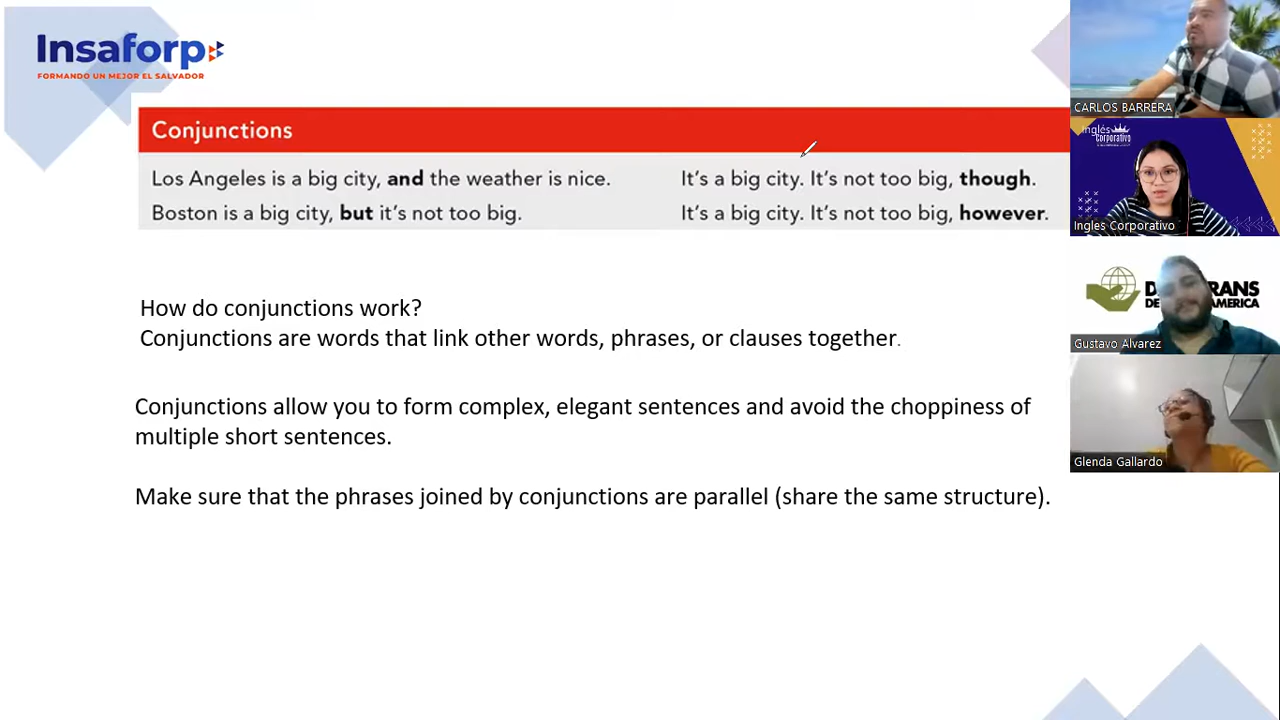 Insaforp
FORMANDO UN MEJOR EL SALVADOR
Conjunctions
Los Angeles is a big city, and the weather is nice.
It's a big city. It's not too big, though.
Boston is a big city, but it's not too big.
It's a big city. It's not too big, however.
How do conjunctions work?
Conjunctions are words that link other words, phrases, or clauses together.
Conjunctions allow you to form complex, elegant sentences and avoid the choppiness of
multiple short sentences.
Make sure that the phrases joined by conjunctions are parallel (share the same structure).
CARLOS BARRERA
Inglés
Corporativo
Ingles Corporativo
Gustavo Alvarez
Glenda Gallardo